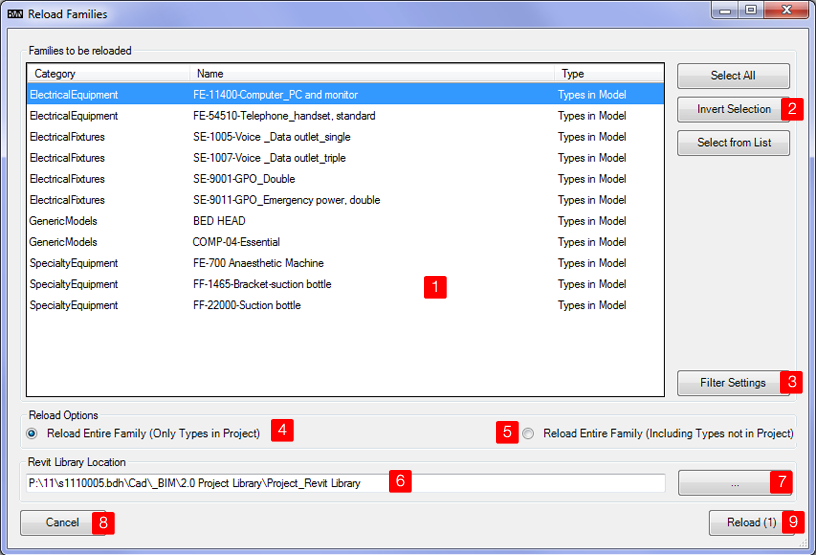 BVN Reload Families
Families to be reloaded
Category Name Type
ElectricalEquipment FE-11400-Computer_PC and monitor Types in Model
ElectricalEquipment FE-54510-Telephone_handset, standard Types in Model
ElectricalFixtures SE-1005-Voice _Data outlet_single Types in Model
ElectricalFixtures SE-1007-Voice _Data outlet_triple Types in Model
ElectricalFixtures SE-9001-GPO_Double Types in Model
ElectricalFixtures SE-9011-GPO_Emergency power, double Types in Model
GenericModels BED HEAD Types in Model
GenericModels COMP-04-Essential Types in Model
SpecialtyEquipment FE-700 Anaesthetic Machine Types in Model
SpecialtyEquipment FF-1465-Bracket-suction bottle Types in Model
SpecialtyEquipment FF-22000-Suction bottle Types in Model
1
Select All
Invert Selection 2
Select from List
Filter Settings 3
Reload Options
Reload Entire Family (Only Types in Project) 4
5 Reload Entire Family (Including Types not in Project)
Revit Library Location
P:\11\s1110005.bdh\Cad\_BIM\2.0 Project Library\Project_Revit Library 6
... 7
Cancel 8
Reload (1) 9